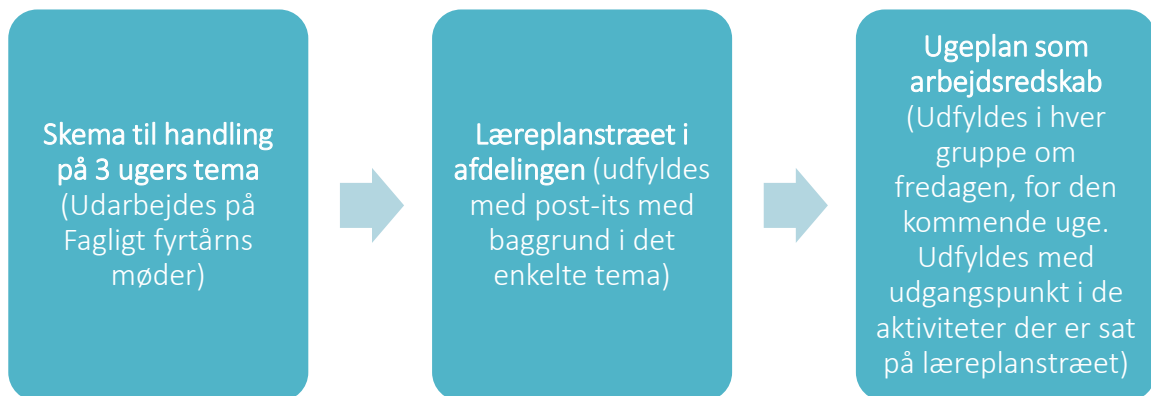 Skema til handling
på 3 ugers tema
(Udarbejdes på
Fagligt fyrtårns
møder)
Læreplanstræet i
afdelingen (udfyldes
med post-its med
baggrund i det
enkelte tema)
Ugeplan som
arbejdsredskab
(Udfyldes i hver
gruppe om
fredagen, for den
kommende uge.
Udfyldes med
udgangspunkt i de
aktiviteter der er sat
på læreplanstræet)